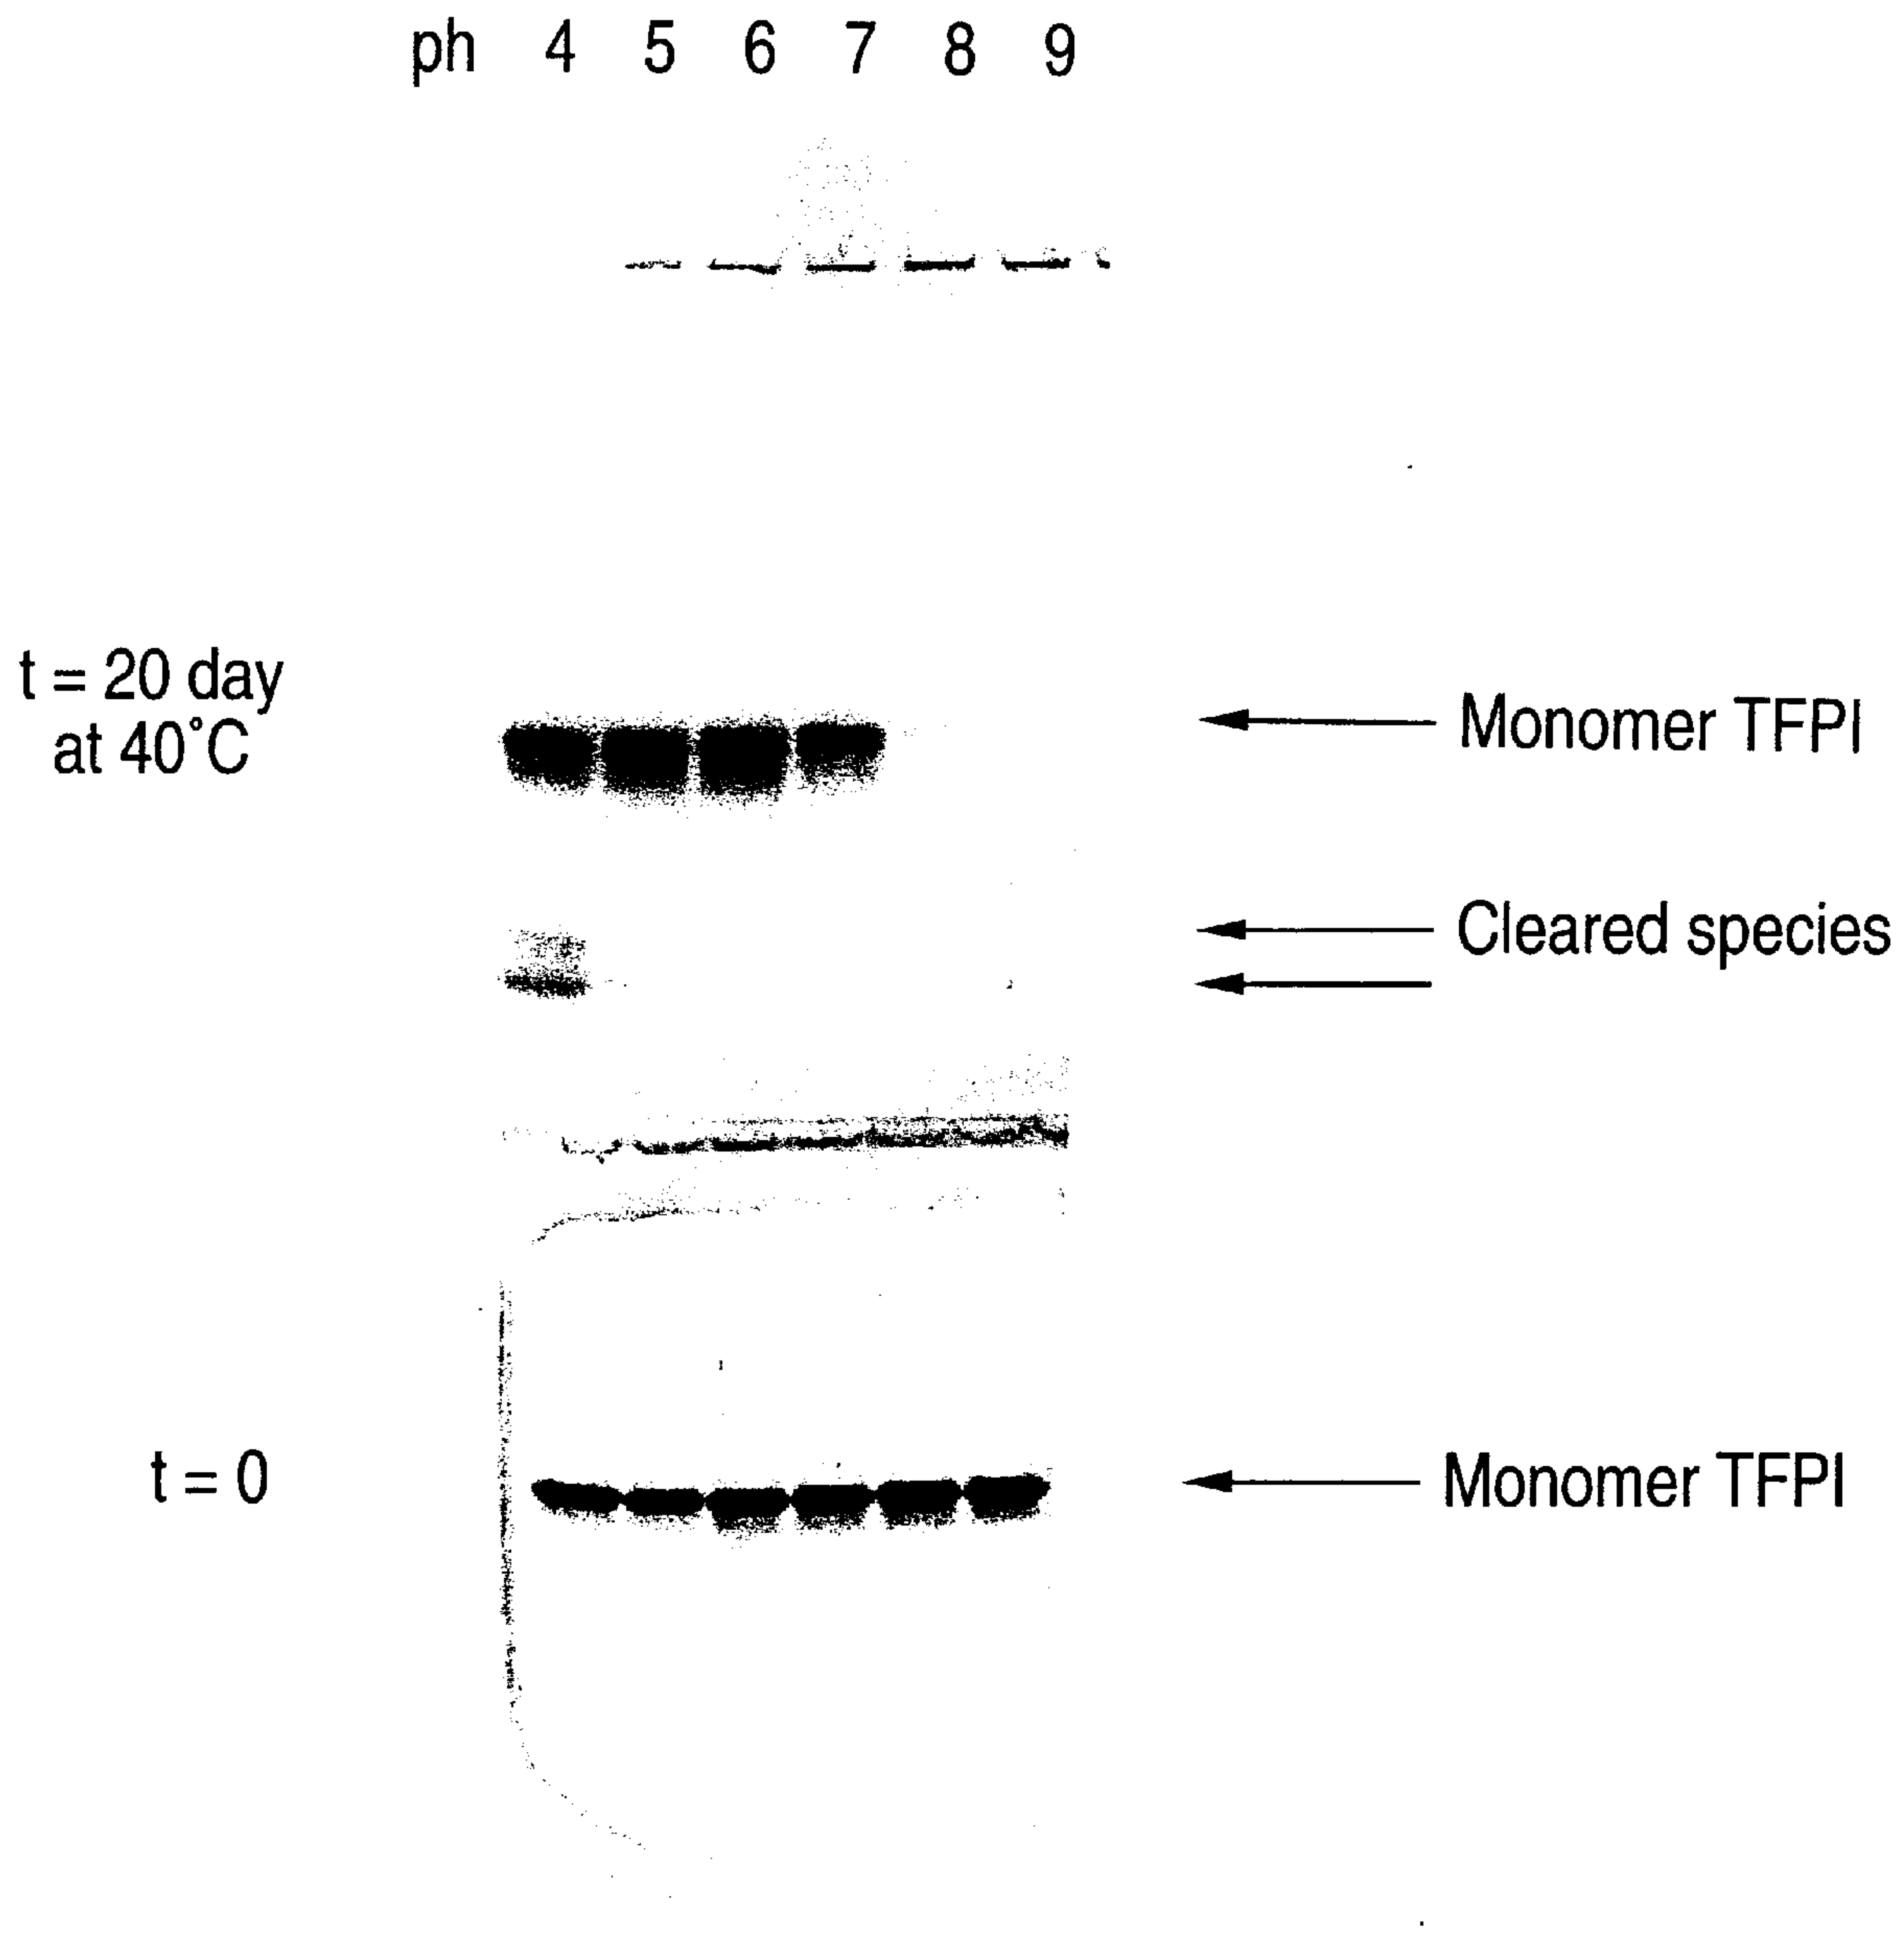 ph 4 5 6 7 8 9
t = 20 day
at 40°C
Monomer TFPI
Cleared species
t = 0
Monomer TFPI